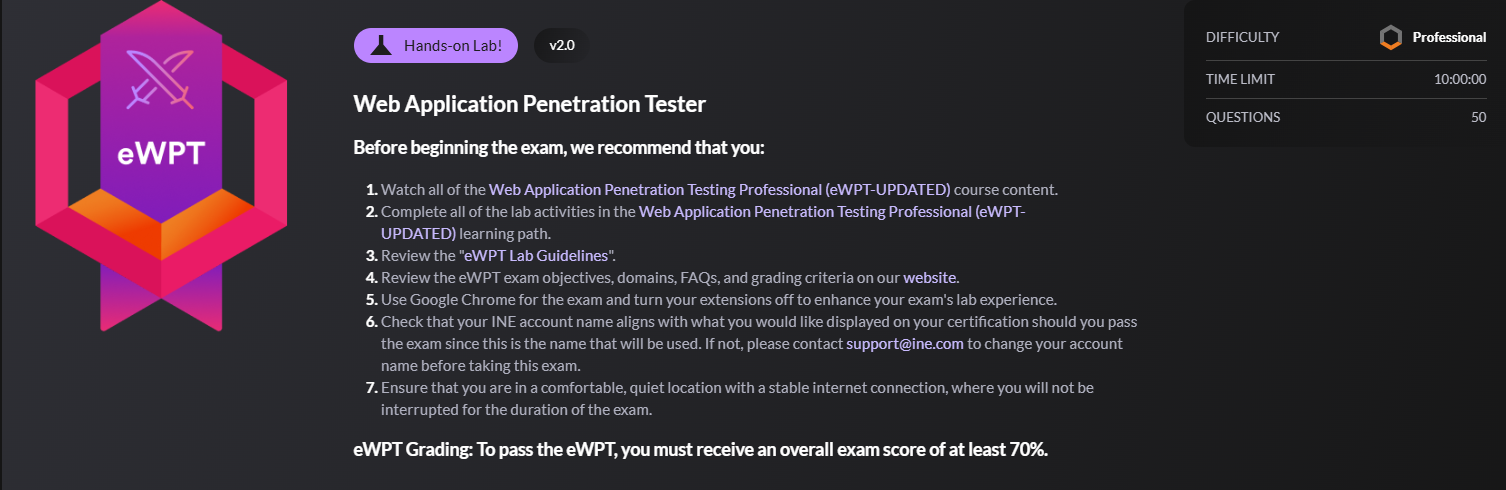 eWPT
Hands-on Lab!
v2.0
Web Application Penetration Tester
Before beginning the exam, we recommend that you:
1. Watch all of the Web Application Penetration Testing Professional (eWPT-UPDATED) course content.
2. Complete all of the lab activities in the Web Application Penetration Testing Professional (eWPT-
UPDATED) learning path.
3. Review the "eWPT Lab Guidelines".
4. Review the eWPT exam objectives, domains, FAQs, and grading criteria on our website.
5. Use Google Chrome for the exam and turn your extensions off to enhance your exam's lab experience.
6. Check that your INE account name aligns with what you would like displayed on your certification should you pass
the exam since this is the name that will be used. If not, please contact support@ine.com to change your account
name before taking this exam.
7. Ensure that you are in a comfortable, quiet location with a stable internet connection, where you will not be
interrupted for the duration of the exam.
eWPT Grading: To pass the eWPT, you must receive an overall exam score of at least 70%.
DIFFICULTY Professional
TIME LIMIT 10:00:00
QUESTIONS 50